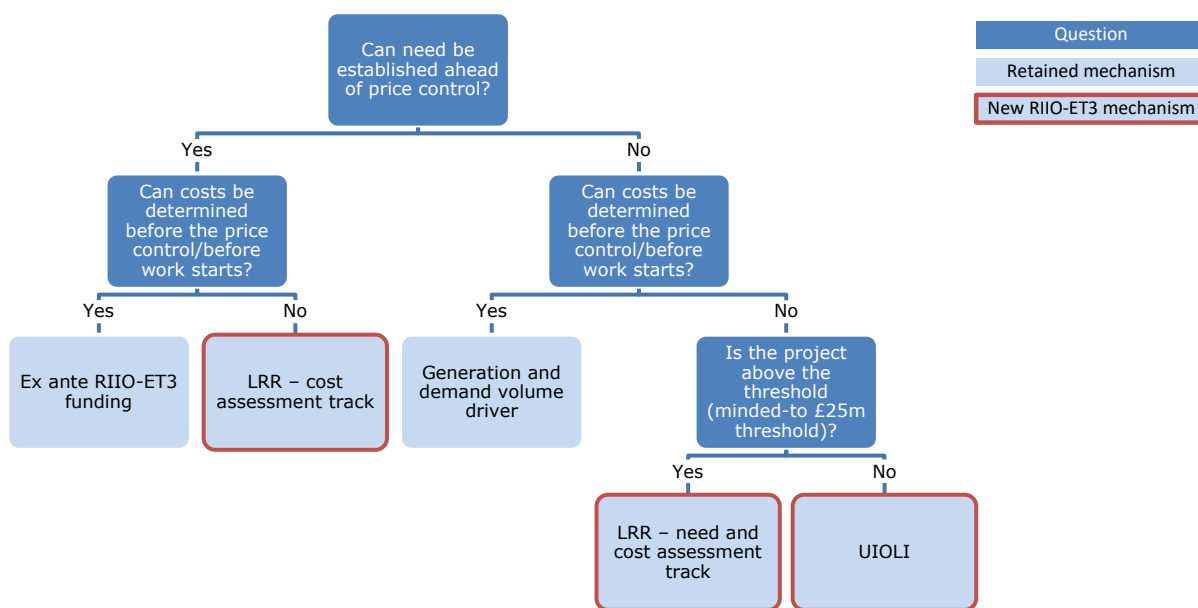 Can need be
established ahead
of price control?
Question
Retained mechanism
New RIIO-ET3 mechanism
Yes
No
Can costs be
determined
before the price
control/before
work starts?
Can costs be
determined
before the price
control/before
work starts?
Yes
No
Yes
No
Ex ante RIIO-ET3
funding
LRR – cost
assessment track
Generation and
demand volume
driver
Is the project
above the
threshold
(minded-to £25m
threshold)?
Yes
No
LRR – need and
cost assessment
track
UIOLI